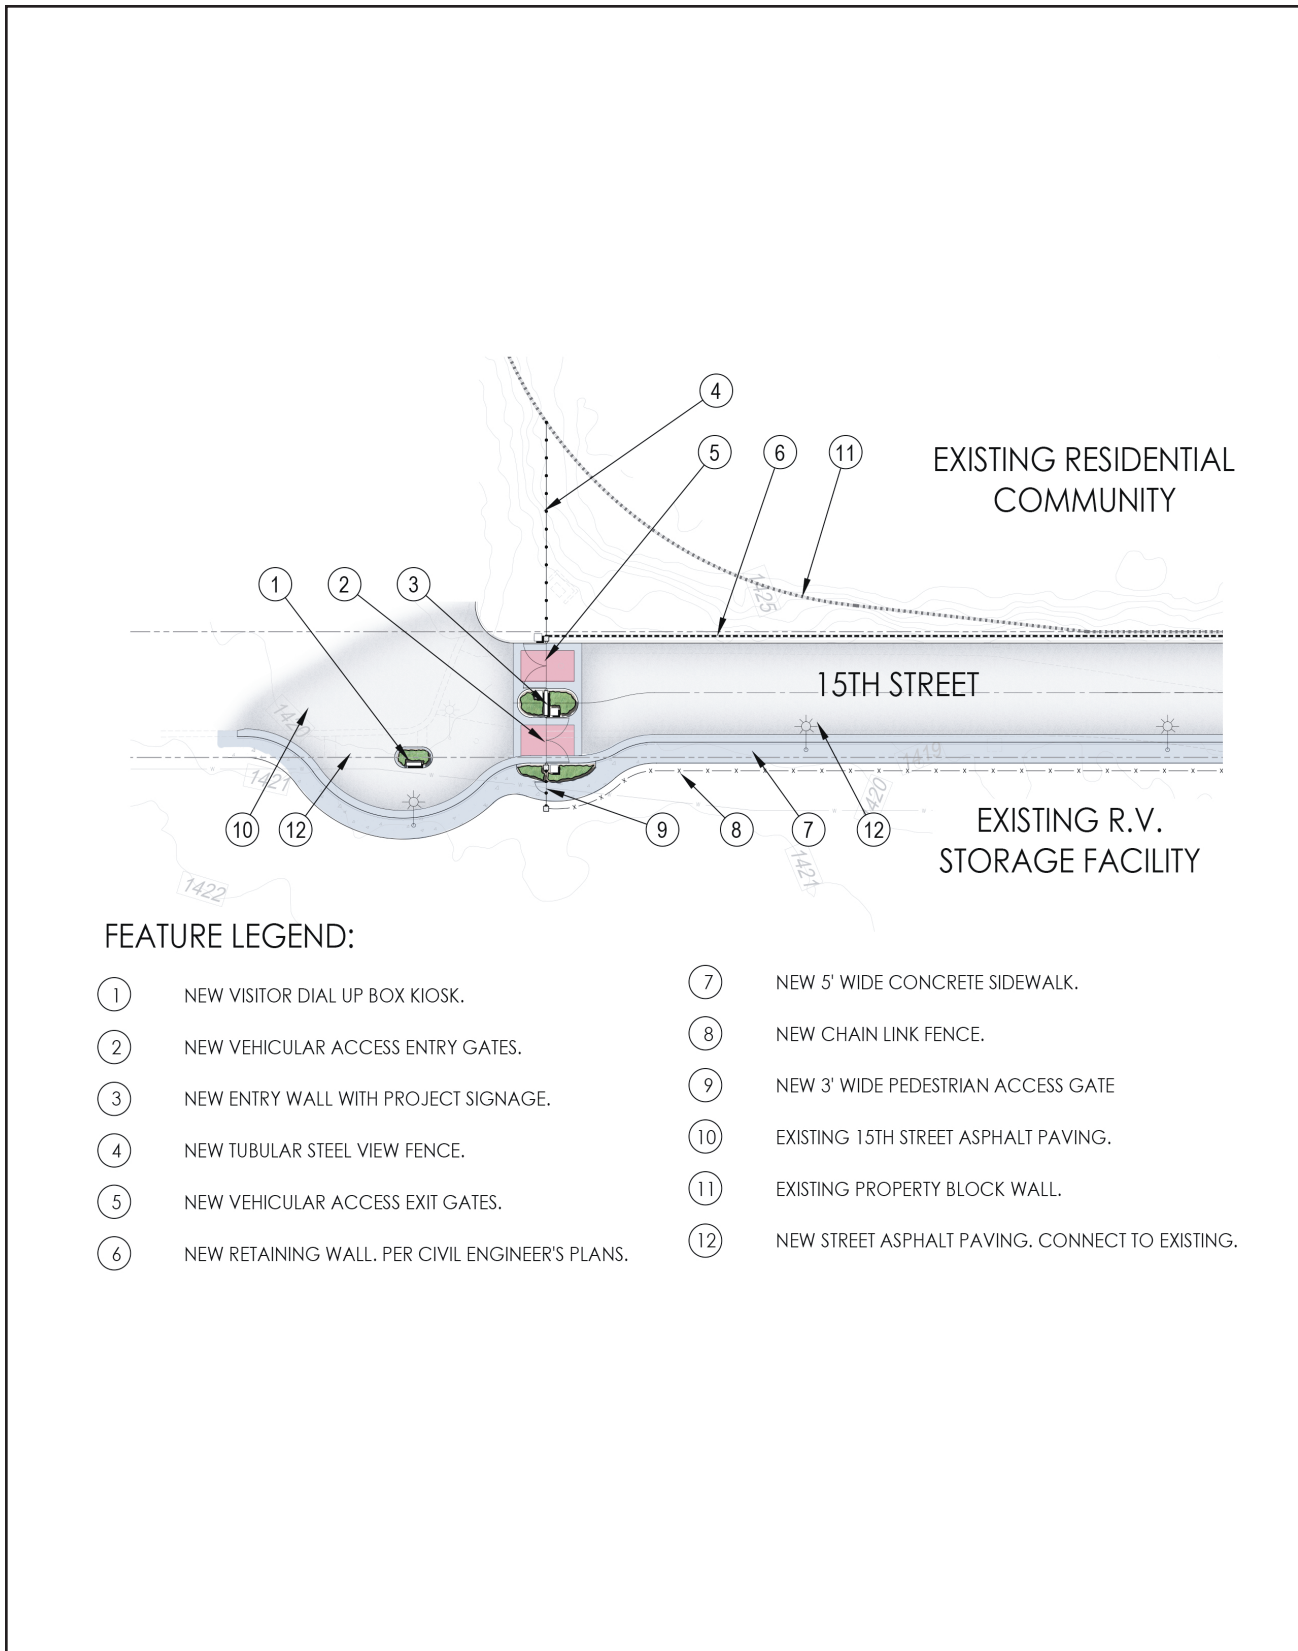 4
5
6
11
EXISTING RESIDENTIAL
COMMUNITY
1
2
3
1425
15TH STREET
1420
1421
1419
1420
10
12
9
8
7
12
EXISTING R.V.
STORAGE FACILITY
1421
1422
FEATURE LEGEND:
1 NEW VISITOR DIAL UP BOX KIOSK.
2 NEW VEHICULAR ACCESS ENTRY GATES.
3 NEW ENTRY WALL WITH PROJECT SIGNAGE.
4 NEW TUBULAR STEEL VIEW FENCE.
5 NEW VEHICULAR ACCESS EXIT GATES.
6 NEW RETAINING WALL. PER CIVIL ENGINEER'S PLANS.
7 NEW 5' WIDE CONCRETE SIDEWALK.
8 NEW CHAIN LINK FENCE.
9 NEW 3' WIDE PEDESTRIAN ACCESS GATE
10 EXISTING 15TH STREET ASPHALT PAVING.
11 EXISTING PROPERTY BLOCK WALL.
12 NEW STREET ASPHALT PAVING. CONNECT TO EXISTING.